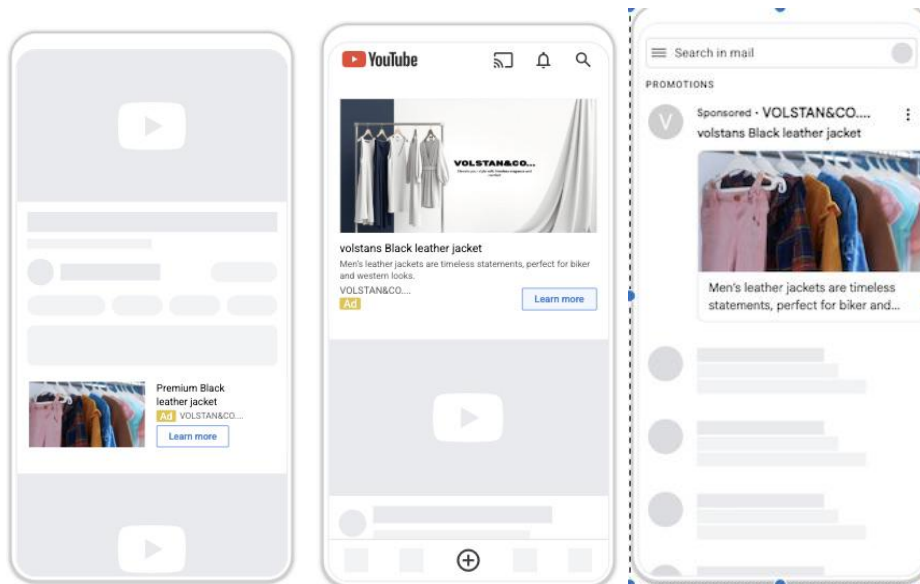 Premium Black
leather jacket
Ad VOLSTAN&CO....
Learn more
YouTube
VOLSTAN&CO...
volstans Black leather jacket
Men's leather jackets are timeless statements, perfect for biker
and western looks.
VOLSTAN&CO....
Ad
Learn more
Search in mail
PROMOTIONS
V
Sponsored · VOLSTAN&CO....
volstans Black leather jacket
Men's leather jackets are timeless
statements, perfect for biker and...